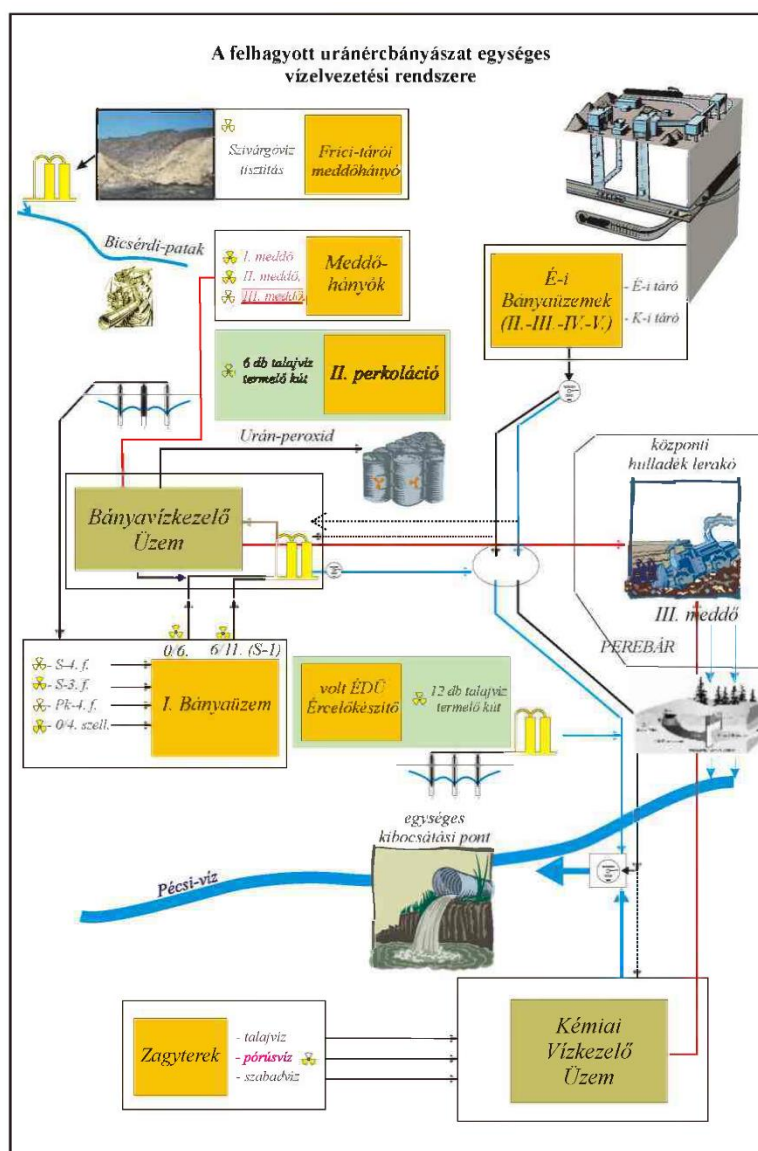 A felhagyott uránércbányászat egységes
vízelvezetési rendszere
Szivárgóvíz
tisztítás
Frici-tárói
meddőhányó
Bicsérdi-patak
I. meddő
II. meddő,
III. meddő,
Meddő-
hányók
É-i
Bányaüzemek
(II.-III.-IV.-V.)
- É-i táró
- K-i táró
6 db talajvíz
termelő kút
II. perkoláció
Urán-peroxid
központi
hulladék lerakó
Bányavízkezelő
Üzem
III. meddő
PEREBÁR
0/6.
6/11. (S-1)
- S-4. f.
- S-3. f.
- Pk-4. f.
- 0/4. szell.
I. Bányaüzem
volt ÉDÜ
Ércelőkészítő
12 db talajvíz
termelő kút
egységes
kibocsátási pont
Pécsi-víz
Zagyterek
- talajvíz
- pórúsvíz
- szabadvíz
Kémiai
Vízkezelő
Üzem